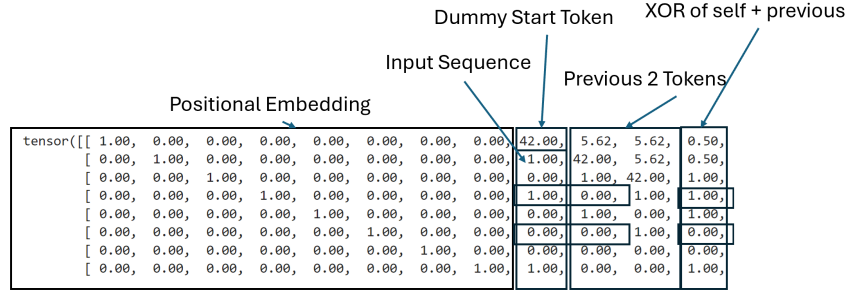 XOR of self + previous
Dummy Start Token
Input Sequence
Previous 2 Tokens
Positional Embedding
tensor([[ 1.00, 0.00, 0.00, 0.00, 0.00, 0.00, 0.00, 0.00, 42.00, 5.62, 5.62, 0.50,
[ 0.00, 1.00, 0.00, 0.00, 0.00, 0.00, 0.00, 0.00, 1.00, 42.00, 5.62, 0.50,
[ 0.00, 0.00, 1.00, 0.00, 0.00, 0.00, 0.00, 0.00, 0.00, 1.00, 42.00, 1.00,
[ 0.00, 0.00, 0.00, 1.00, 0.00, 0.00, 0.00, 0.00, 1.00, 0.00, 1.00, 1.00,
[ 0.00, 0.00, 0.00, 0.00, 1.00, 0.00, 0.00, 0.00, 0.00, 1.00, 0.00, 1.00,
[ 0.00, 0.00, 0.00, 0.00, 0.00, 1.00, 0.00, 0.00, 0.00, 0.00, 1.00, 0.00,
[ 0.00, 0.00, 0.00, 0.00, 0.00, 0.00, 1.00, 0.00, 0.00, 0.00, 0.00, 0.00,
[ 0.00, 0.00, 0.00, 0.00, 0.00, 0.00, 0.00, 1.00, 1.00, 0.00, 0.00, 1.00,